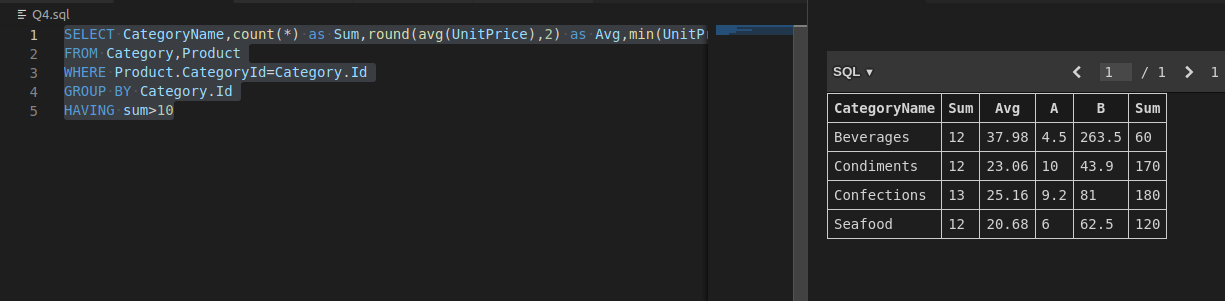 Q4.sql
1 SELECT CategoryName,count(*) as Sum,round(avg(UnitPrice),2) as Avg,min(UnitPr
2 FROM Category,Product
3 WHERE Product.CategoryId=Category.Id
4 GROUP BY Category.Id
5 HAVING sum>10
SQL ▼ 1 / 1 1
CategoryName Sum Avg A B Sum
Beverages 12 37.98 4.5 263.5 60
Condiments 12 23.06 10 43.9 170
Confections 13 25.16 9.2 81 180
Seafood 12 20.68 6 62.5 120